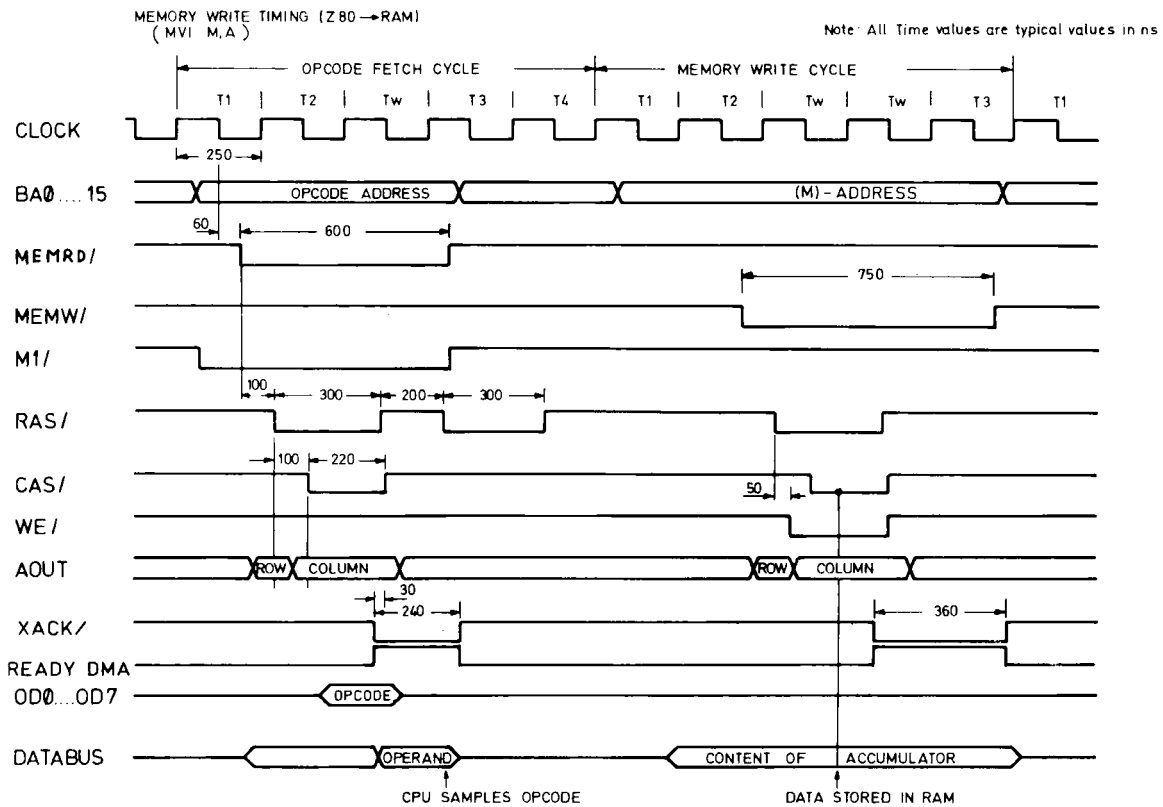 MEMORY WRITE TIMING (Z80→RAM)
( MVI M,A )
Note: All Time values are typical values in ns
OPCODE FETCH CYCLE MEMORY WRITE CYCLE
T1 T2 Tw T3 T4 T1 T2 Tw Tw T3 T1
CLOCK
250
BA0....15 OPCODE ADDRESS (M)-ADDRESS
60 600
MEMRD/
750
MEMW/
M1/
100 300 200 300
RAS/
100 220
CAS/
50
WE/
AOUT ROW COLUMN ROW COLUMN
30
240 360
XACK/
READY DMA
OD0....OD7 OPCODE
DATABUS OPERAND CONTENT OF ACCUMULATOR
CPU SAMPLES OPCODE DATA STORED IN RAM